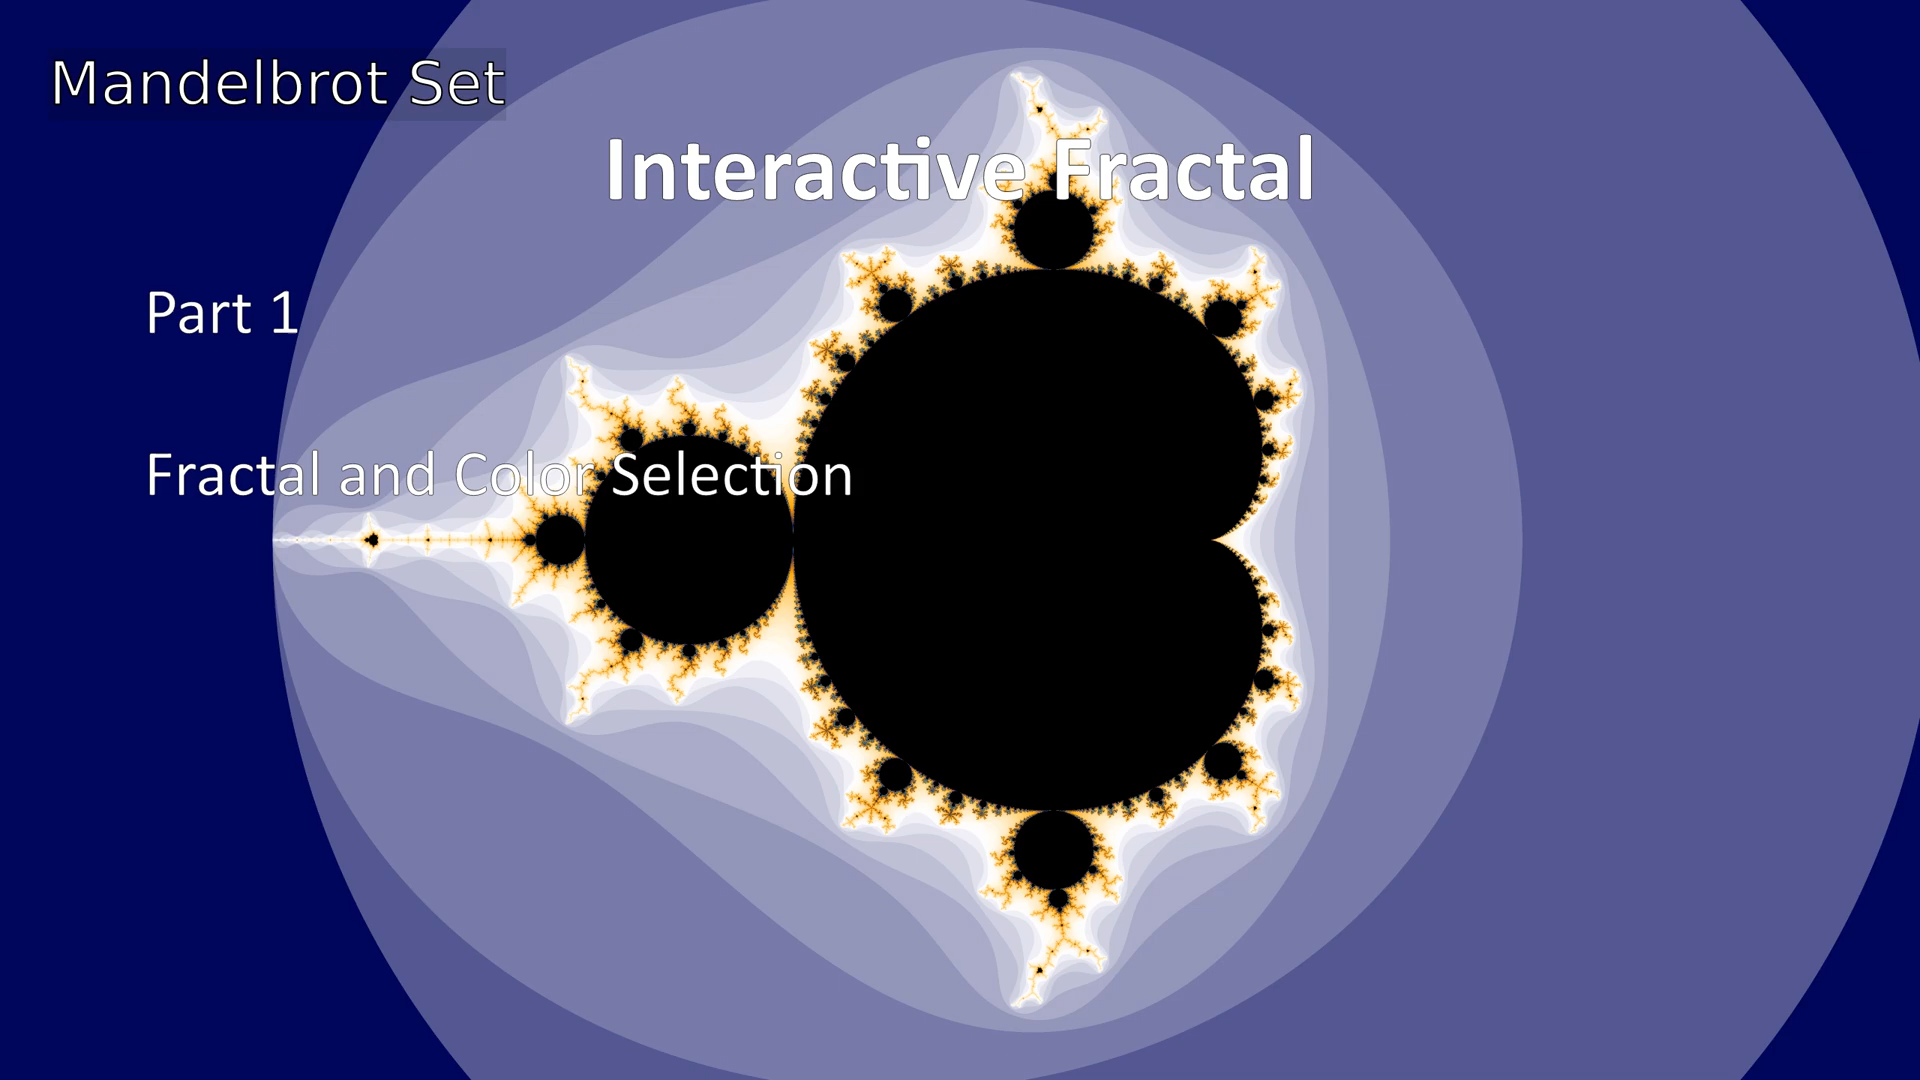 Mandelbrot Set
Interactive Fractal
Part 1
Fractal and Color Selection